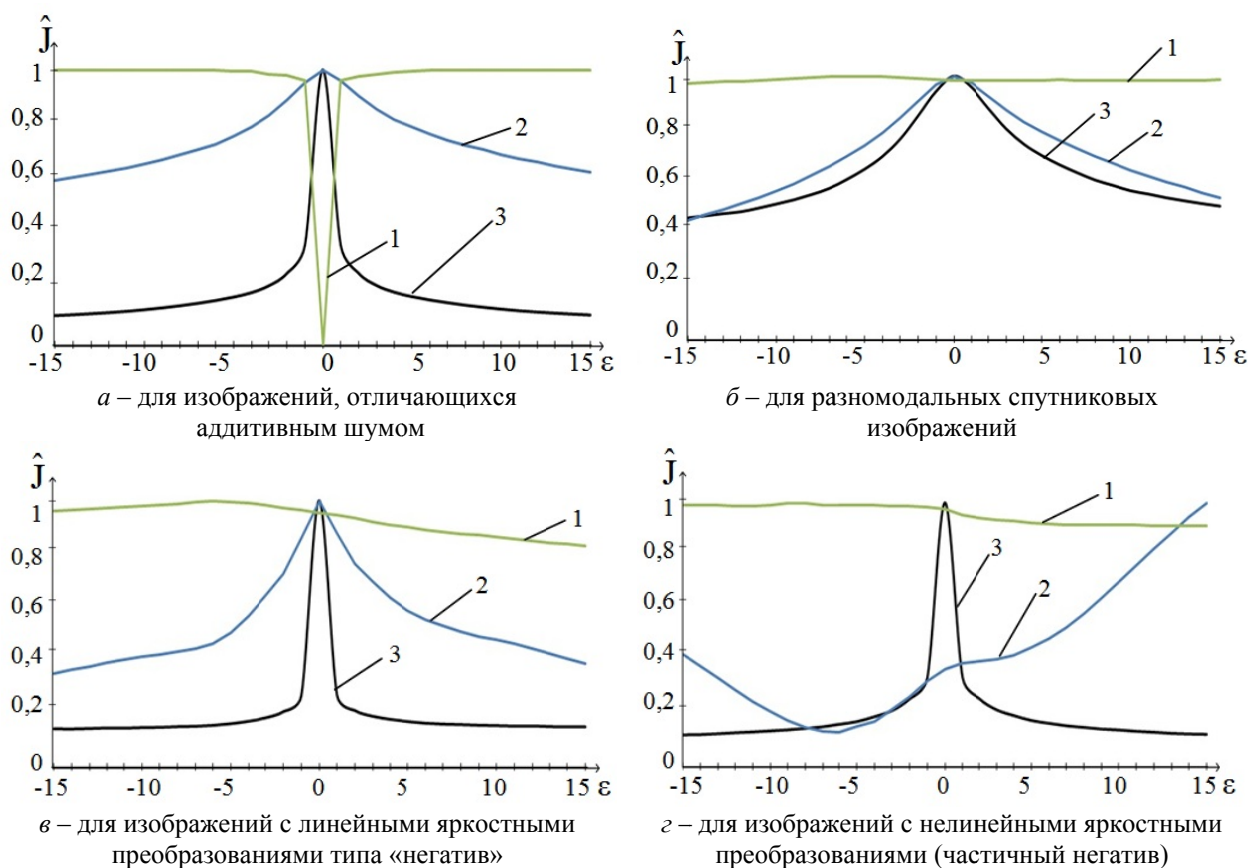 Ĵ
1
0,8
0,6
0,4
0,2
0
2
3
1
-15 -10 -5 0 5 10 15 ε
а – для изображений, отличающихся
аддитивным шумом
Ĵ
1
0,8
0,6
0,4
0,2
0
1
3
2
-15 -10 -5 0 5 10 15 ε
б – для разномодальных спутниковых
изображений
Ĵ
1
0,8
0,6
0,4
0,2
0
1
2
3
-15 -10 -5 0 5 10 15 ε
в – для изображений с линейными яркостными
преобразованиями типа «негатив»
Ĵ
1
0,8
0,6
0,4
0,2
0
1
3
2
-15 -10 -5 0 5 10 15 ε
г – для изображений с нелинейными яркостными
преобразованиями (частичный негатив)